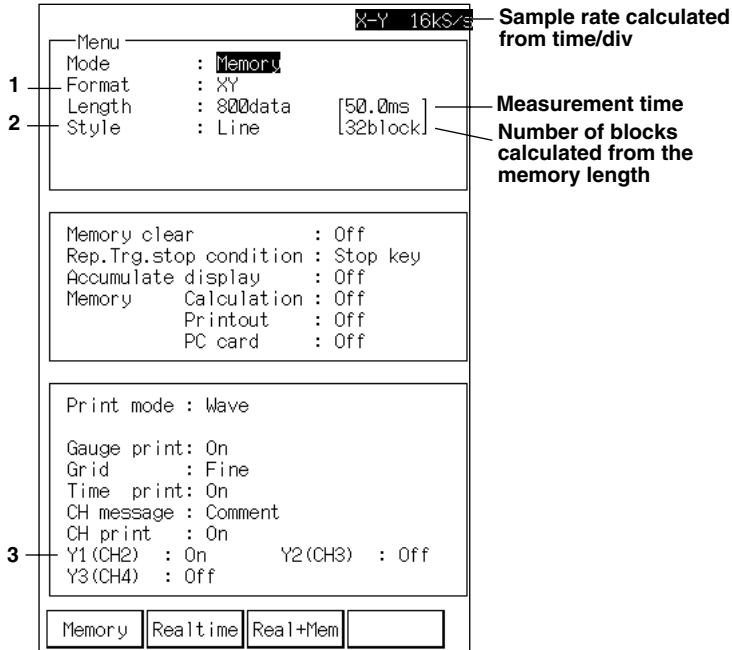 X-Y 16kS/s
Sample rate calculated
from time/div
Menu
Mode : Memory
1
Format : XY
Length : 800data [50.0ms ]
Measurement time
2
Style : Line [32block]
Number of blocks
calculated from the
memory length
Memory clear : Off
Rep.Trg.stop condition : Stop key
Accumulate display : Off
Memory Calculation : Off
Printout : Off
PC card : Off
Print mode : Wave
Gauge print: On
Grid : Fine
Time print: On
CH message : Comment
CH print : On
3
Y1(CH2) : On Y2(CH3) : Off
Y3(CH4) : Off
Memory Realtime Real+Mem